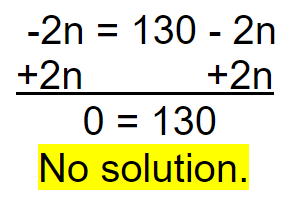 -2n = 130 - 2n
+2n +2n
0 = 130
No solution.